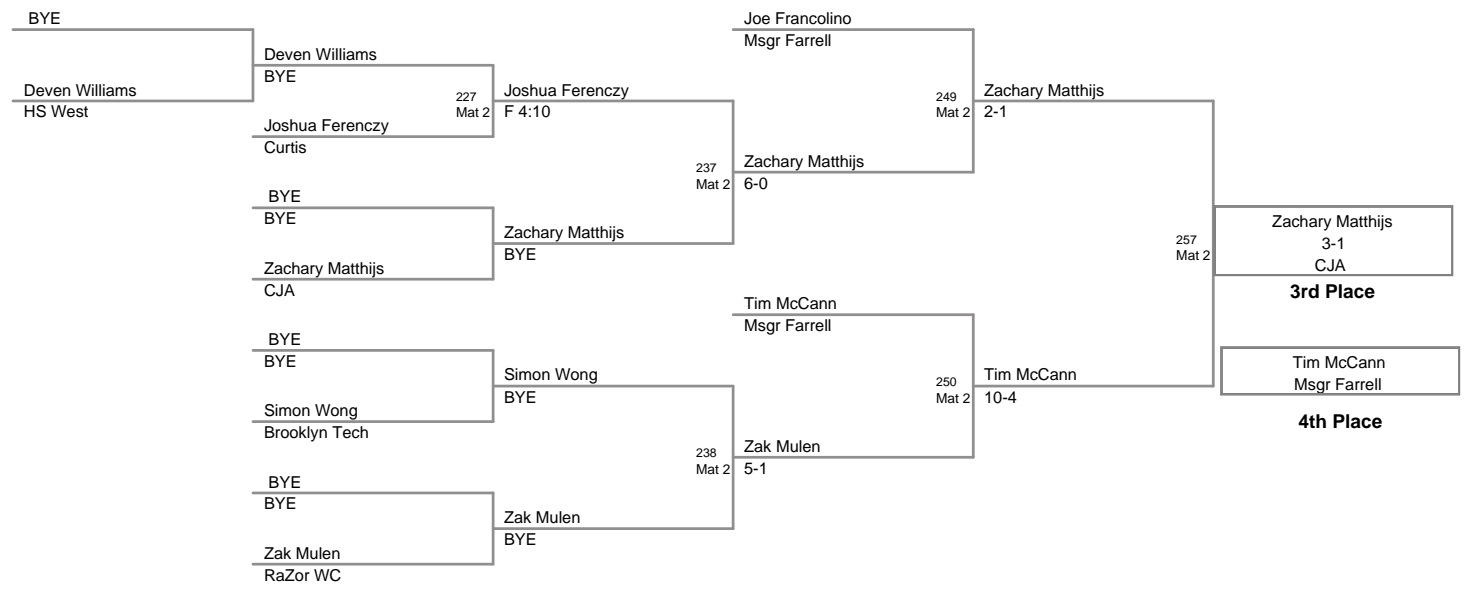 BYE
Deven Williams
HS West
Deven Williams
BYE
227
Mat 2
Joshua Ferenczy
Curtis
BYE
BYE
Zachary Matthijs
CJA
BYE
BYE
Simon Wong
Brooklyn Tech
BYE
BYE
Zak Mulen
RaZor WC
Joshua Ferenczy
F 4:10
237
Mat 2
Zachary Matthijs
BYE
Simon Wong
BYE
238
Mat 2
Zak Mulen
BYE
Joe Francolino
Msgr Farrell
249
Mat 2
Zachary Matthijs
6-0
Tim McCann
Msgr Farrell
250
Mat 2
Zak Mulen
5-1
Zachary Matthijs
2-1
257
Mat 2
Tim McCann
10-4
Zachary Matthijs
3-1
CJA
3rd Place
Tim McCann
Msgr Farrell
4th Place